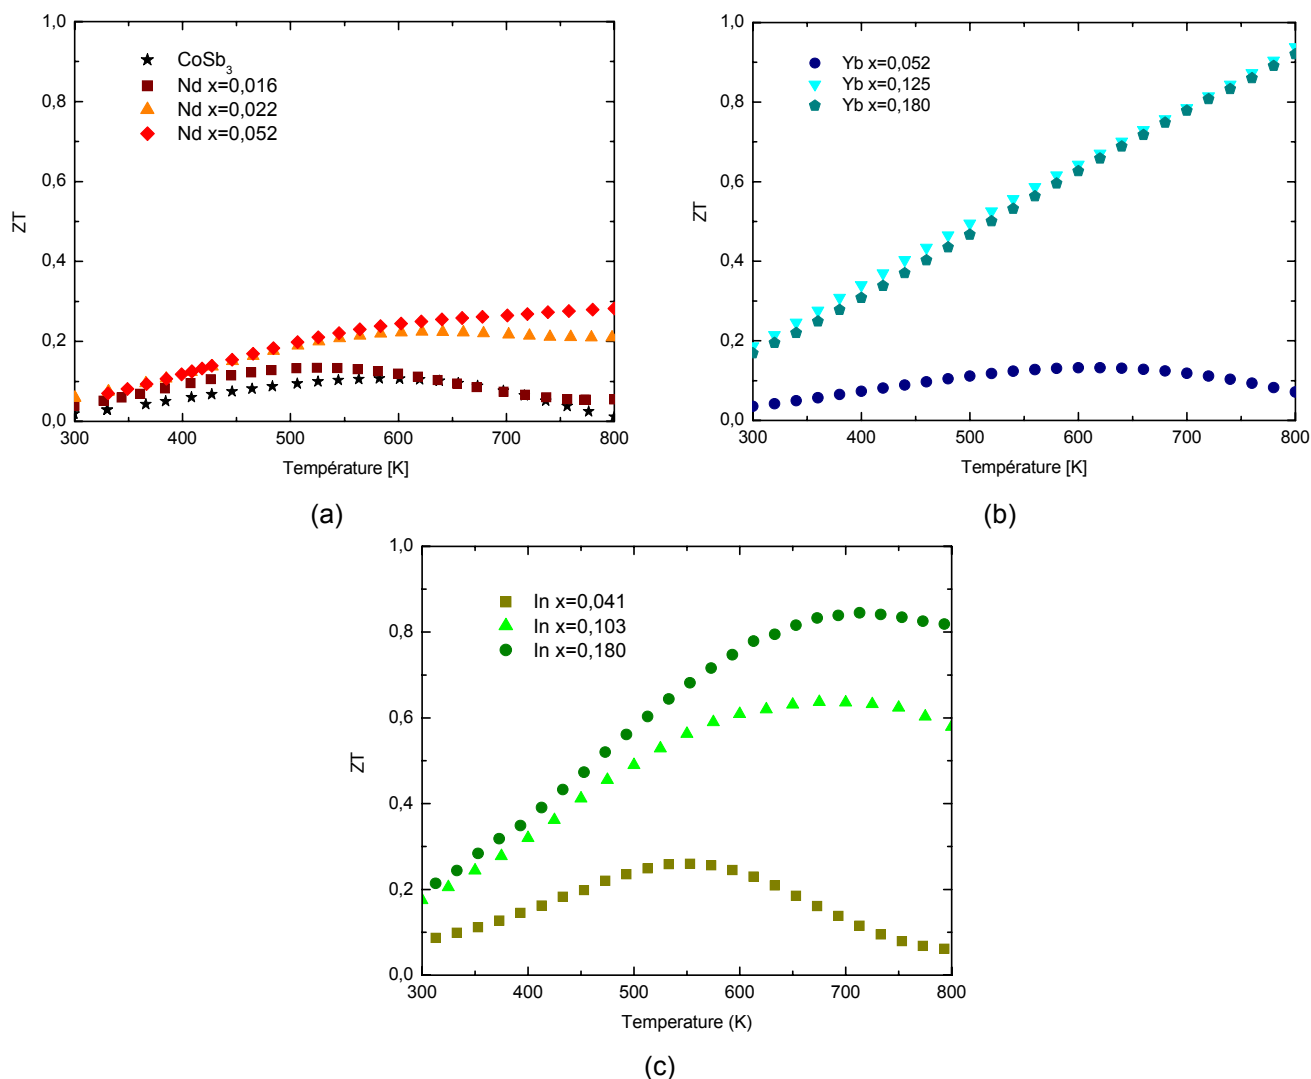 1,0
0,8
0,6
0,4
0,2
0,0
ZT
CoSb3
Nd x=0,016
Nd x=0,022
Nd x=0,052
300 400 500 600 700 800
Température [K]
(a)
1,0
0,8
0,6
0,4
0,2
0,0
ZT
Yb x=0,052
Yb x=0,125
Yb x=0,180
300 400 500 600 700 800
Température [K]
(b)
1,0
0,8
0,6
0,4
0,2
0,0
ZT
In x=0,041
In x=0,103
In x=0,180
300 400 500 600 700 800
Temperature (K)
(c)